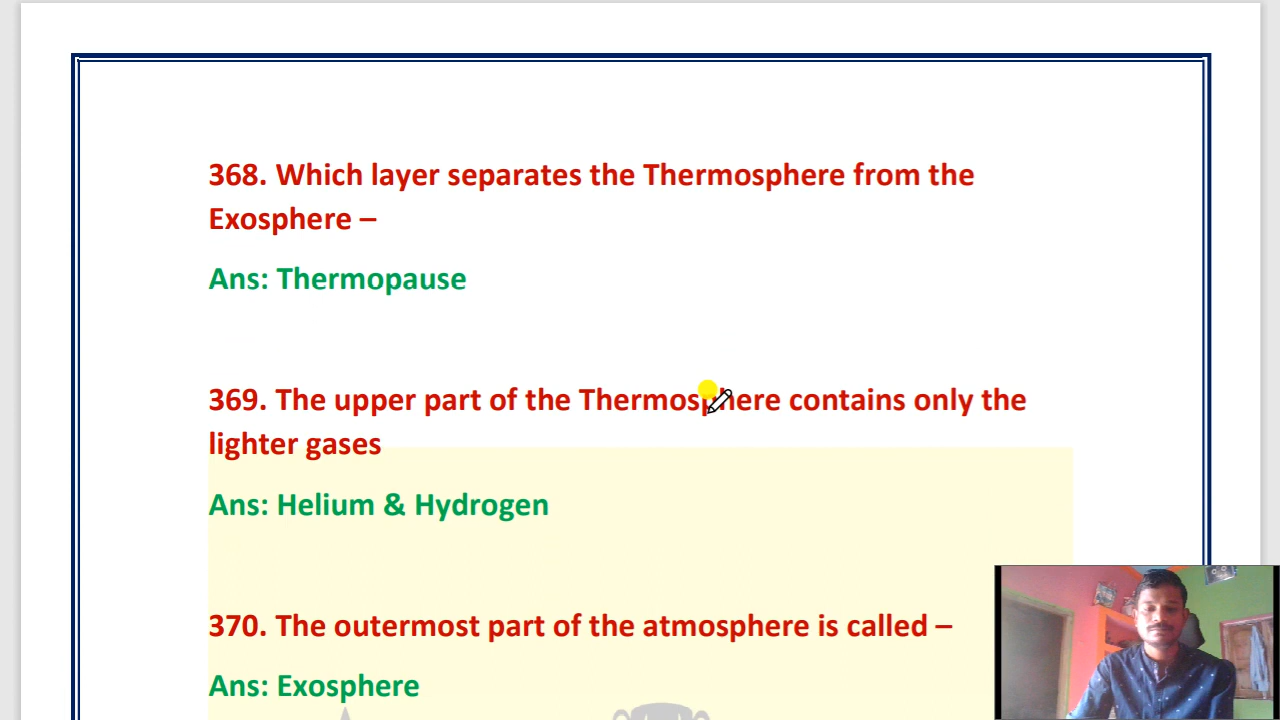 368. Which layer separates the Thermosphere from the
Exosphere –
Ans: Thermopause
369. The upper part of the Thermosphere contains only the
lighter gases
Ans: Helium & Hydrogen
370. The outermost part of the atmosphere is called –
Ans: Exosphere